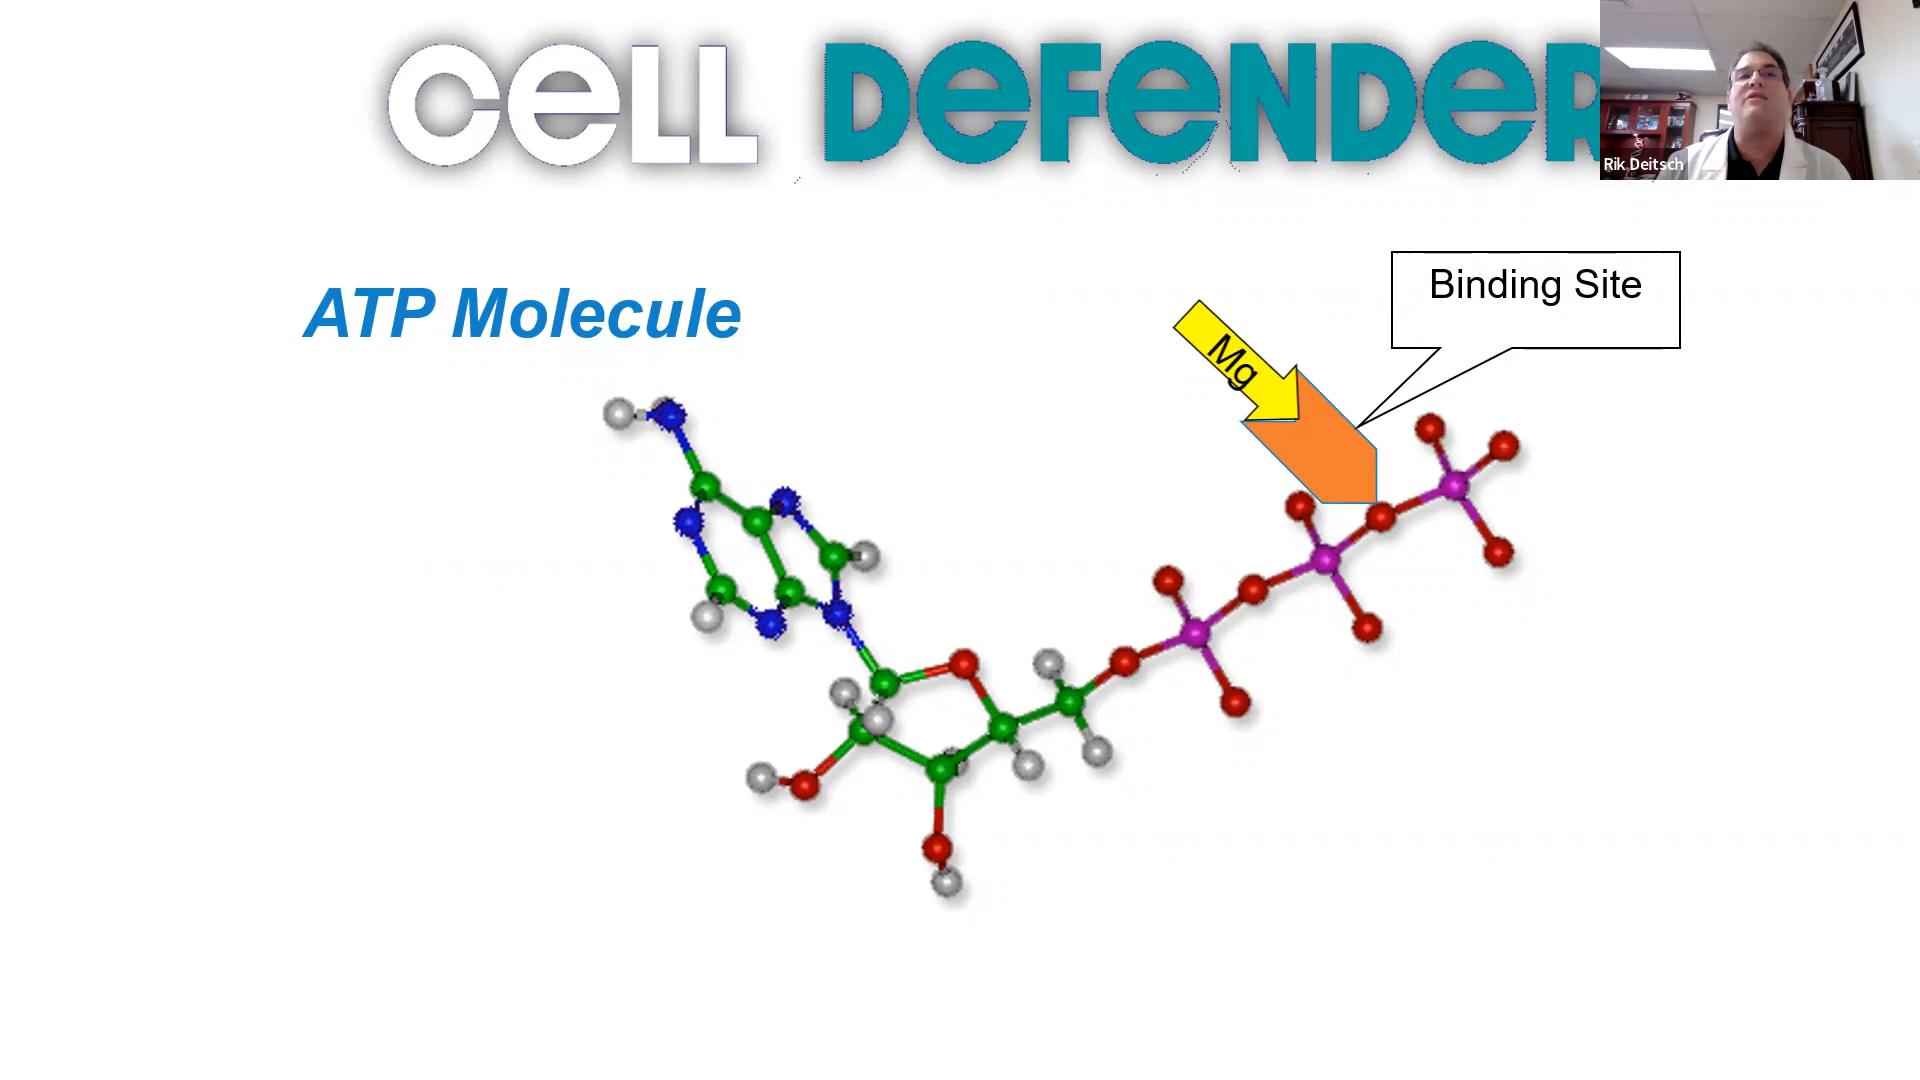 CeLL DeFeNDeR
Rik Deitsch
ATP Molecule
Binding Site
Mg